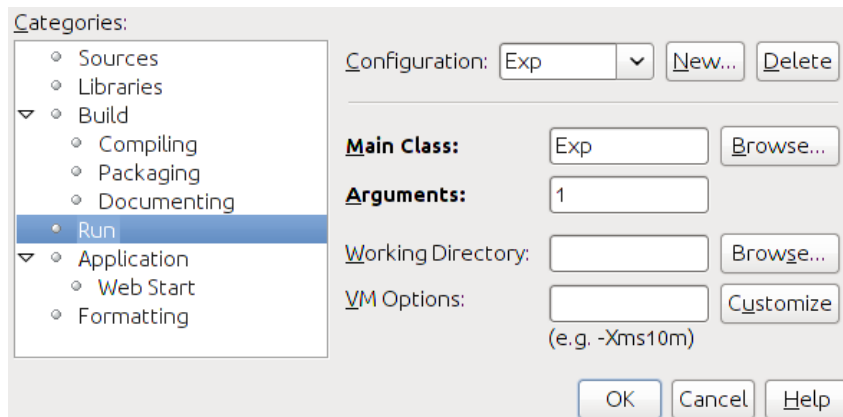 Categories:
Sources
Libraries
Build
Compiling
Packaging
Documenting
Run
Application
Web Start
Formatting
Configuration: Exp New... Delete
Main Class: Exp Browse...
Arguments: 1
Working Directory: Browse...
VM Options: Customize
(e.g. -Xms10m)
OK Cancel Help